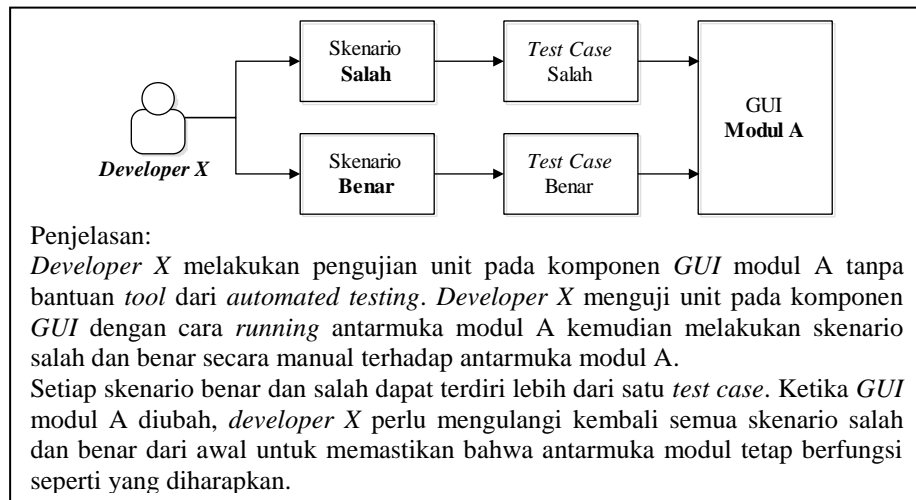 Skenario
Salah
Test Case
Salah
GUI
Modul A
Developer X
Skenario
Benar
Test Case
Benar
Penjelasan:
Developer X melakukan pengujian unit pada komponen GUI modul A tanpa
bantuan tool dari automated testing. Developer X menguji unit pada komponen
GUI dengan cara running antarmuka modul A kemudian melakukan skenario
salah dan benar secara manual terhadap antarmuka modul A.
Setiap skenario benar dan salah dapat terdiri lebih dari satu test case. Ketika GUI
modul A diubah, developer X perlu mengulangi kembali semua skenario salah
dan benar dari awal untuk memastikan bahwa antarmuka modul tetap berfungsi
seperti yang diharapkan.